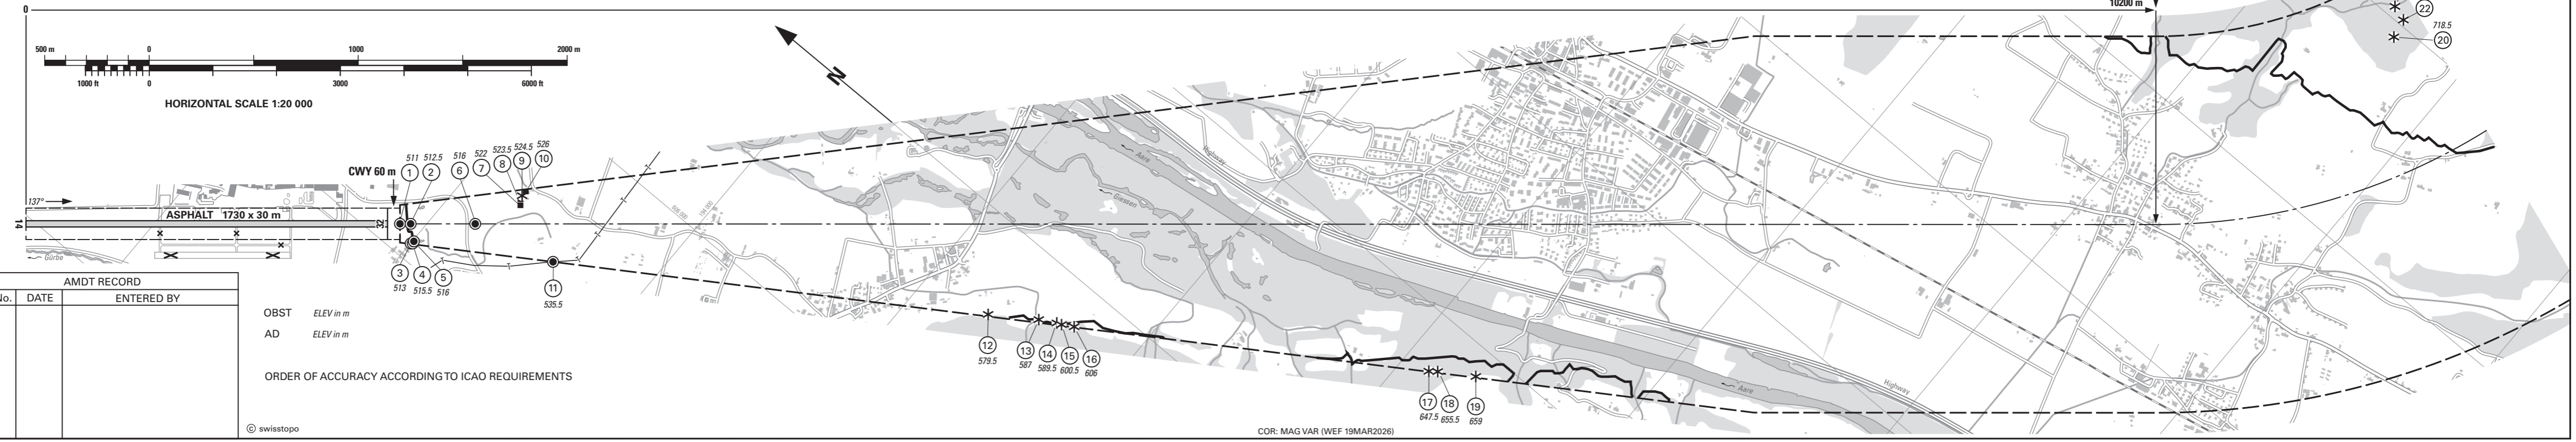 0
10200 m
500 m 0 1000 2000 m
1000 ft 0 3000 6000 ft
HORIZONTAL SCALE 1:20 000
N
22
718.5
20
CWY 60 m
511 512.5 516 522 523.5 524.5 526
1 2 6 7 8 9 10
137°
ASPHALT 1730 x 30 m
14
32
Gürbe
3 4 5
513 515.5 516
11
535.5
Aare
Highway
Giessen
12
579.5
13 14 15 16
587 589.5 600.5 606
17 18 19
647.5 655.5 659
Aare
Highway
AMDT RECORD
No. DATE ENTERED BY
OBST ELEV in m
AD ELEV in m
ORDER OF ACCURACY ACCORDING TO ICAO REQUIREMENTS
© swisstopo
COR: MAG VAR (WEF 19MAR2026)